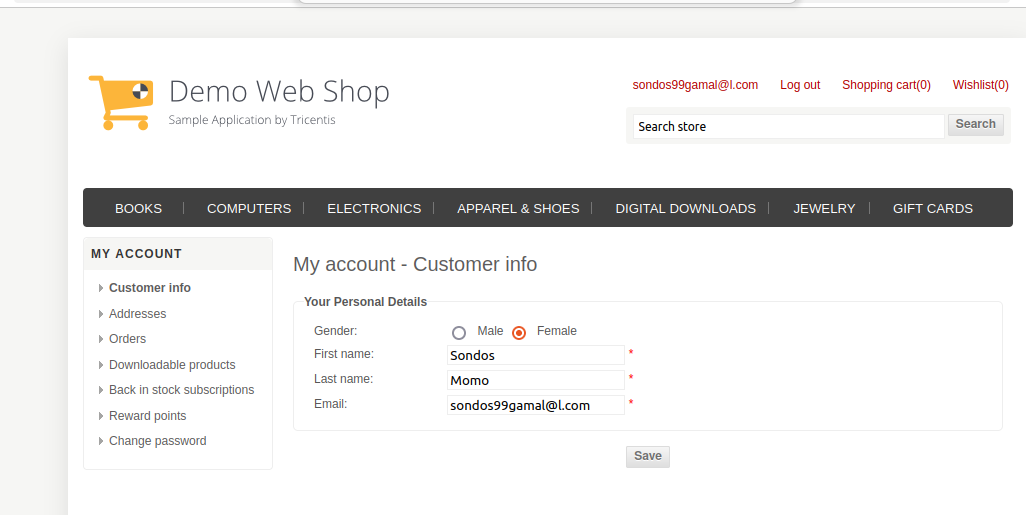 Demo Web Shop
Sample Application by Tricentis
sondos99gamal@l.com Log out Shopping cart(0) Wishlist(0)
Search store Search
BOOKS COMPUTERS ELECTRONICS APPAREL & SHOES DIGITAL DOWNLOADS JEWELRY GIFT CARDS
MY ACCOUNT
Customer info
Addresses
Orders
Downloadable products
Back in stock subscriptions
Reward points
Change password
My account - Customer info
Your Personal Details
Gender: Male Female
First name: Sondos *
Last name: Momo *
Email: sondos99gamal@l.com *
Save